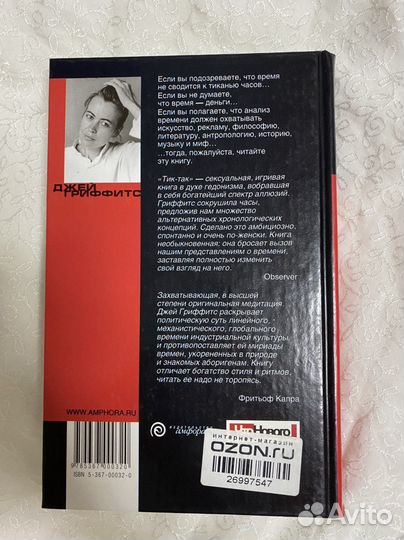 Если вы подозреваете, что время
не сводится к тиканью часов...
Если вы не думаете,
что время — деньги...
Если вы полагаете, что анализ
времени должен охватывать
искусство, рекламу, философию,
литературу, антропологию, историю,
музыку и миф...
...тогда, пожалуйста, читайте
эту книгу.
ДЖЕЙ
ГРИФФИТС
«Тик-так» — сексуальная, игривая
книга в духе гедонизма, вобравшая
в себя богатейший спектр аллюзий.
Гриффитс сокрушила часы,
предложив нам множество
альтернативных хронологических
концепций. Сделано это амбициозно,
спонтанно и очень по-женски. Книга
необыкновенная: она бросает вызов
нашим представлениям о времени,
заставляя полностью изменить
свой взгляд на него.
Observer
Захватывающая, в высшей
степени оригинальная медитация.
Джей Гриффитс раскрывает
политическую суть линейного,
механистического, глобального
времени индустриальной культуры
и противопоставляет ей мириады
времен, укорененных в природе
и знакомых аборигенам. Книгу
отличает богатство стиля и ритмов,
читать ее надо не торопясь.
Фритьоф Капра
WWW.AMPHORA.RU
9785367000320
ISBN 5-367-00032-0
издательство
амфора
Нового
интернет-магазин
OZON.ru
26997547
Avito